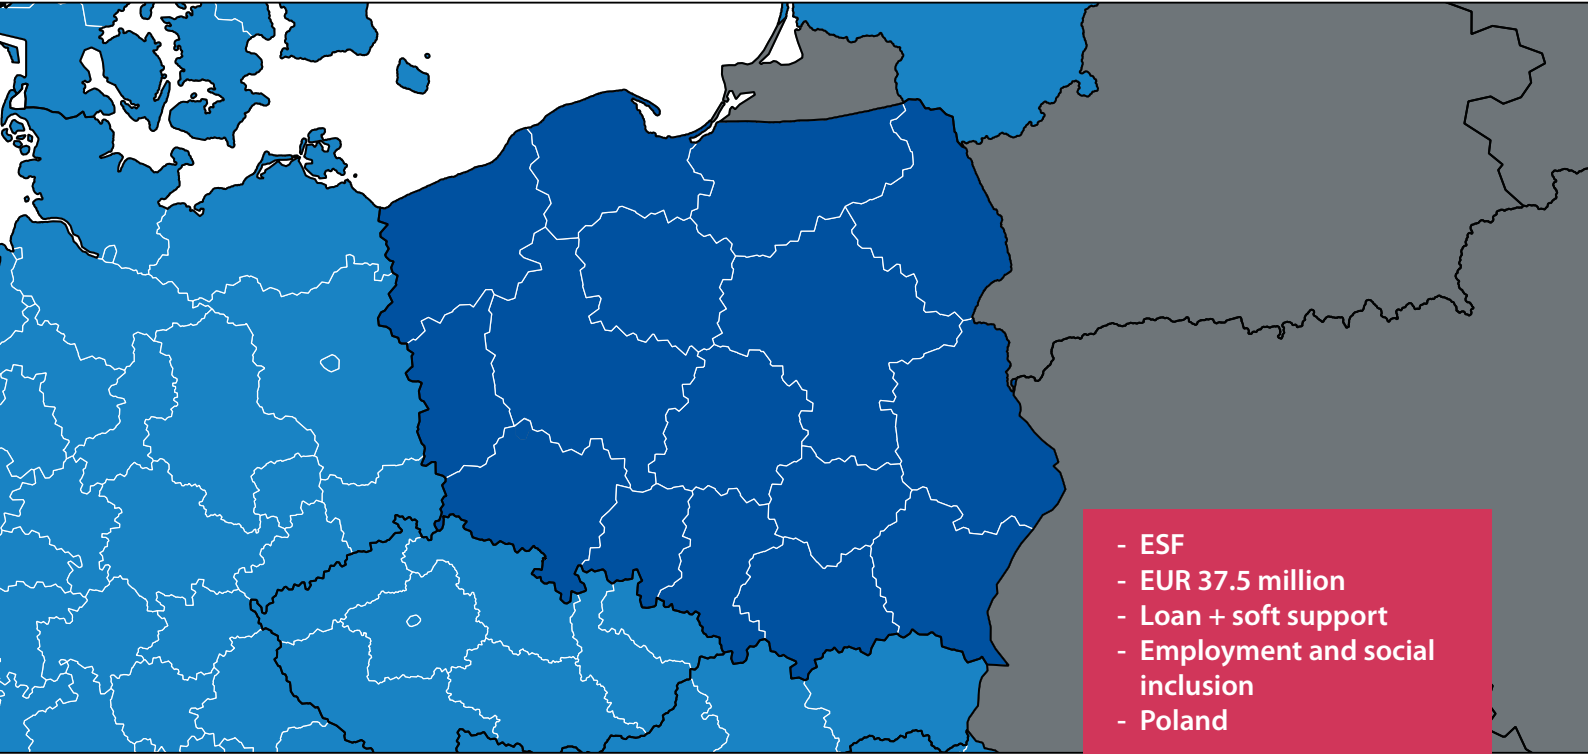 - ESF
- EUR 37.5 million
- Loan + soft support
- Employment and social
inclusion
- Poland